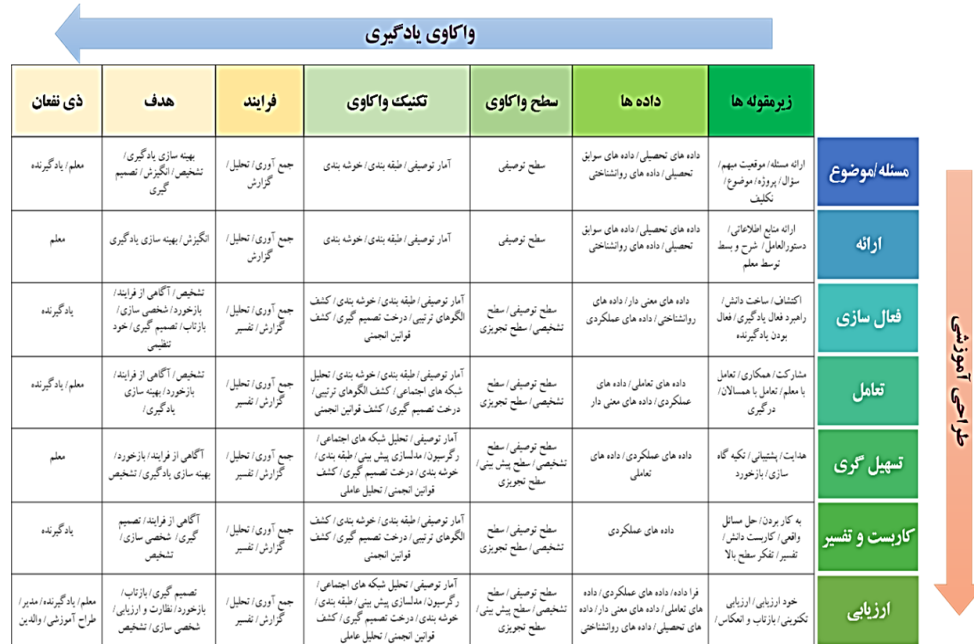 واکاوی یادگیری
زیرمقوله ها
داده ها
سطح واکاوی
تکنیک واکاوی
فرایند
هدف
ذی نفعان
طراحی آموزشی
مسئله/موضوع
ارائه مسئله/ موقعیت مبهم/
سؤال/ پروژه/ موضوع/
تکلیف
داده های تحصیلی/ داده های سوابق
تحصیلی/ داده های روانشناختی
سطح توصیفی
آمار توصیفی/ طبقه بندی/ خوشه بندی
جمع آوری/ تحلیل/
گزارش
بهینه سازی یادگیری/
تشخیص/ انگیزش/ تصمیم
گیری
معلم/ یادگیرنده
ارائه
ارائه منابع اطلاعاتی/
دستورالعامل/ شرح و بسط
توسط معلم
داده های تحصیلی/ داده های سوابق
تحصیلی/ داده های روانشناختی
سطح توصیفی
آمار توصیفی/ طبقه بندی/ خوشه بندی
جمع آوری/ تحلیل/
گزارش
انگیزش/ بهینه سازی یادگیری
معلم
فعال سازی
اکتشاف/ ساخت دانش/
راهبرد فعال یادگیری/ فعال
بودن یادگیرنده
داده های معنی دار/ داده های
روانشناختی/ داده های عملکردی
سطح توصیفی/ سطح
تشخیصی/ سطح تجویزی
آمار توصیفی/ طبقه بندی/ خوشه بندی/ کشف
الگوهای ترتیبی/ درخت تصمیم گیری/ کشف
قوانین انجمنی
جمع آوری/ تحلیل/
گزارش/ تفسیر
تشخیص/ آگاهی از فرایند/
بازخورد/ شخصی سازی/
بازتاب/ تصمیم گیری/ خود
تنظیمی
یادگیرنده
تعامل
مشارکت/ همکاری/ تعامل
با معلم/ تعامل با همسالان/
درگیری
داده های تعاملی/ داده های
عملکردی/ داده های معنی دار
سطح توصیفی/ سطح
تشخیصی/ سطح تجویزی
آمار توصیفی/ طبقه بندی/ خوشه بندی/ تحلیل
شبکه های اجتماعی/ کشف الگوهای ترتیبی/
درخت تصمیم گیری/ کشف قوانین انجمنی
جمع آوری/ تحلیل/
گزارش/ تفسیر
تشخیص/ آگاهی از فرایند/
بازخورد/ بهینه سازی
یادگیری/
معلم/ یادگیرنده
تسهیل گری
هدایت/ پشتیبانی/ تکیه گاه
سازی/ بازخورد
داده های عملکردی/ داده های
تعاملی
سطح توصیفی/ سطح
تشخیصی/ سطح پیش بینی/
سطح تجویزی
آمار توصیفی/ تحلیل شبکه های اجتماعی/
رگرسیون/ مدلسازی پیش بینی/ طبقه بندی/
خوشه بندی/ درخت تصمیم گیری/ کشف
قوانین انجمنی/ تحلیل عاملی
جمع آوری/ تحلیل/
گزارش/ تفسیر
آگاهی از فرایند/ بازخورد/
بهینه سازی یادگیری/ تشخیص
معلم
کاربست و تفسیر
به کار بردن/ حل مسائل
واقعی/ کاربست دانش/
تفسیر/ تفکر سطح بالا
داده های عملکردی
سطح توصیفی/ سطح
تشخیصی/ سطح تجویزی
آمار توصیفی/ طبقه بندی/ خوشه بندی/ کشف
الگوهای ترتیبی/ درخت تصمیم گیری/ کشف
قوانین انجمنی
جمع آوری/ تحلیل/
گزارش/ تفسیر
آگاهی از فرایند/ تصمیم
گیری/ شخصی سازی/
تشخیص
یادگیرنده
ارزیابی
خود ارزیابی/ ارزیابی
تکنوینی/ بازتاب و انعکاس/
فرا داده/ داده های عملکردی/ داده
های تعاملی/ داده های معنی دار/ داده
های تحصیلی/ داده های روانشناختی
سطح توصیفی/ سطح
تشخیصی/ سطح پیش بینی/
سطح تجویزی
آمار توصیفی/ تحلیل شبکه های اجتماعی/
رگرسیون/ مدلسازی پیش بینی/ طبقه بندی/
خوشه بندی/ درخت تصمیم گیری/ کشف
قوانین انجمنی/ تحلیل عاملی
جمع آوری/ تحلیل/
گزارش/ تفسیر
تصمیم گیری/ بازتاب/
بازخورد/ نظارت و ارزیابی/
شخصی سازی/ تشخیص
معلم/ یادگیرنده/ مدیر/
طراح آموزشی/ والدین